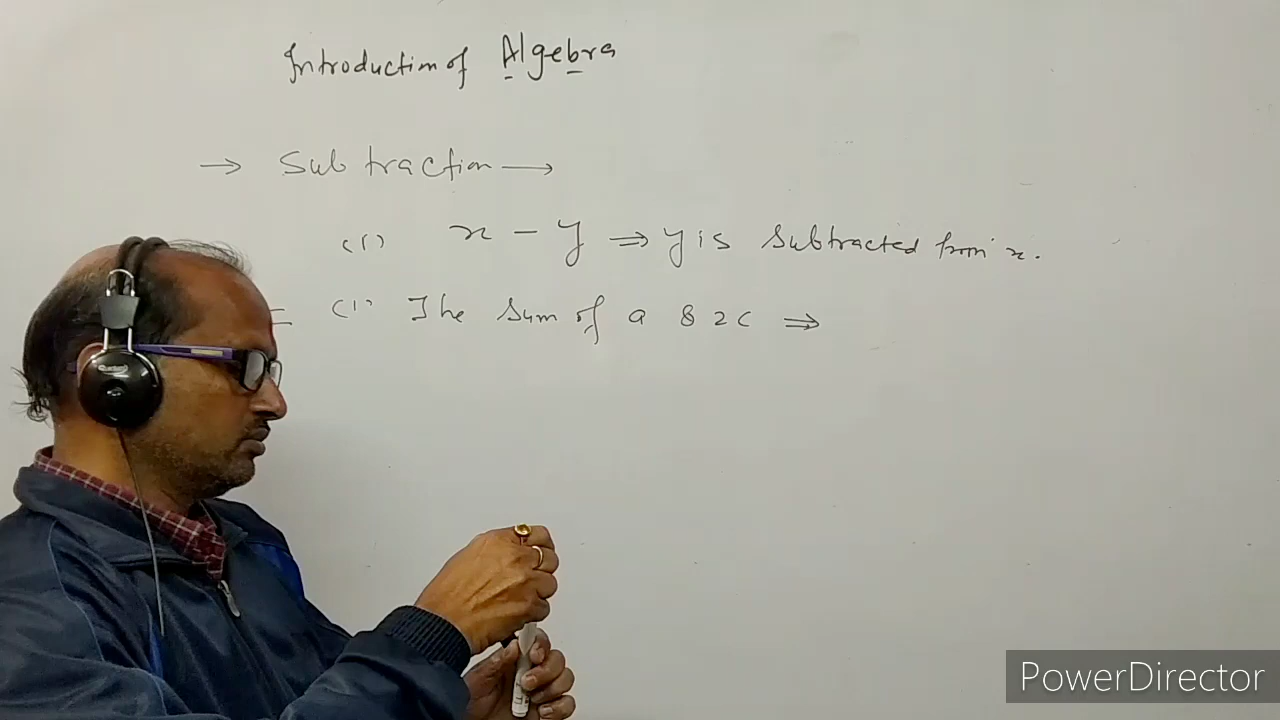 Introduction of Algebra
→ Subtraction →
(1) x - y ⇒ y is subtracted from x.
(1) The sum of a & 2c ⇒
PowerDirector